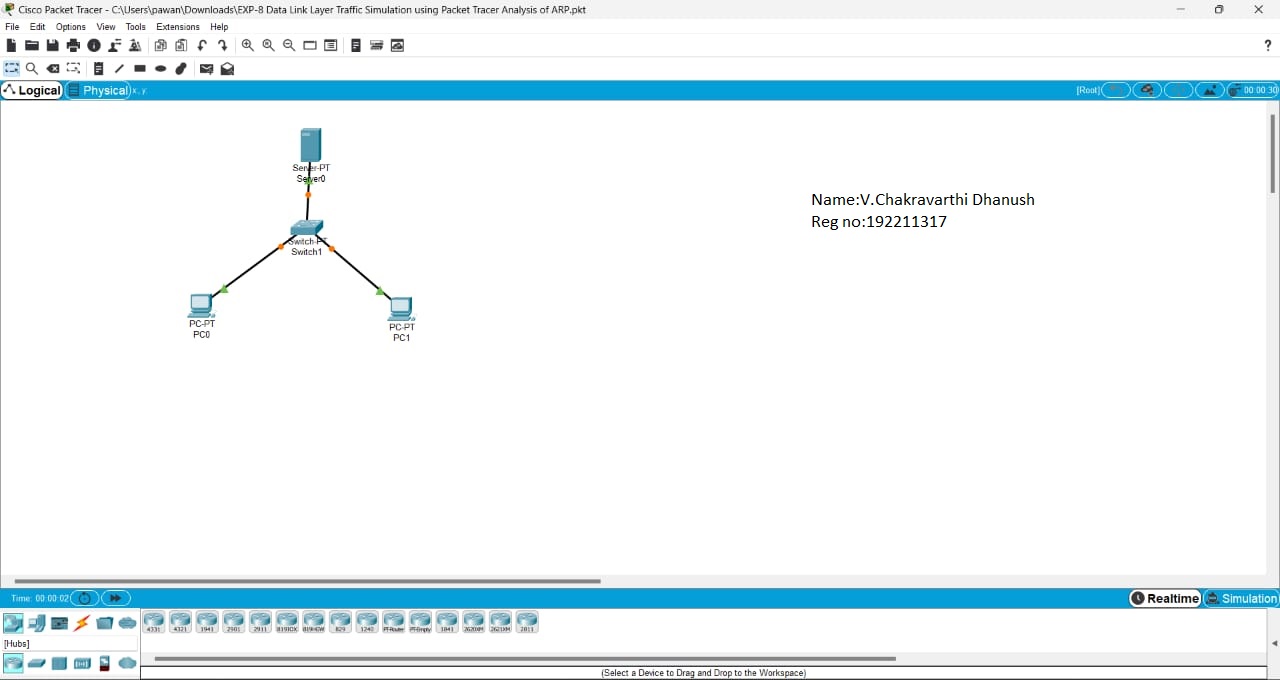 Cisco Packet Tracer - C:\Users\pawan\Downloads\EXP-8 Data Link Layer Traffic Simulation using Packet Tracer Analysis of ARP.pkt
File Edit Options View Tools Extensions Help
?
Logical Physical x, y
[Root] 00:00:30
Server-PT
Server0
Name:V.Chakravarthi Dhanush
Reg no:192211317
Switch-PT
Switch1
PC-PT
PC0
PC-PT
PC1
Time: 00:00:02
Realtime Simulation
4331 4321 1941 2901 2911 819IOX 819HGW 829 1240 PT-Router PT-Empty 1841 2620XM 2621XM 2811
[Hubs]
(Select a Device to Drag and Drop to the Workspace)